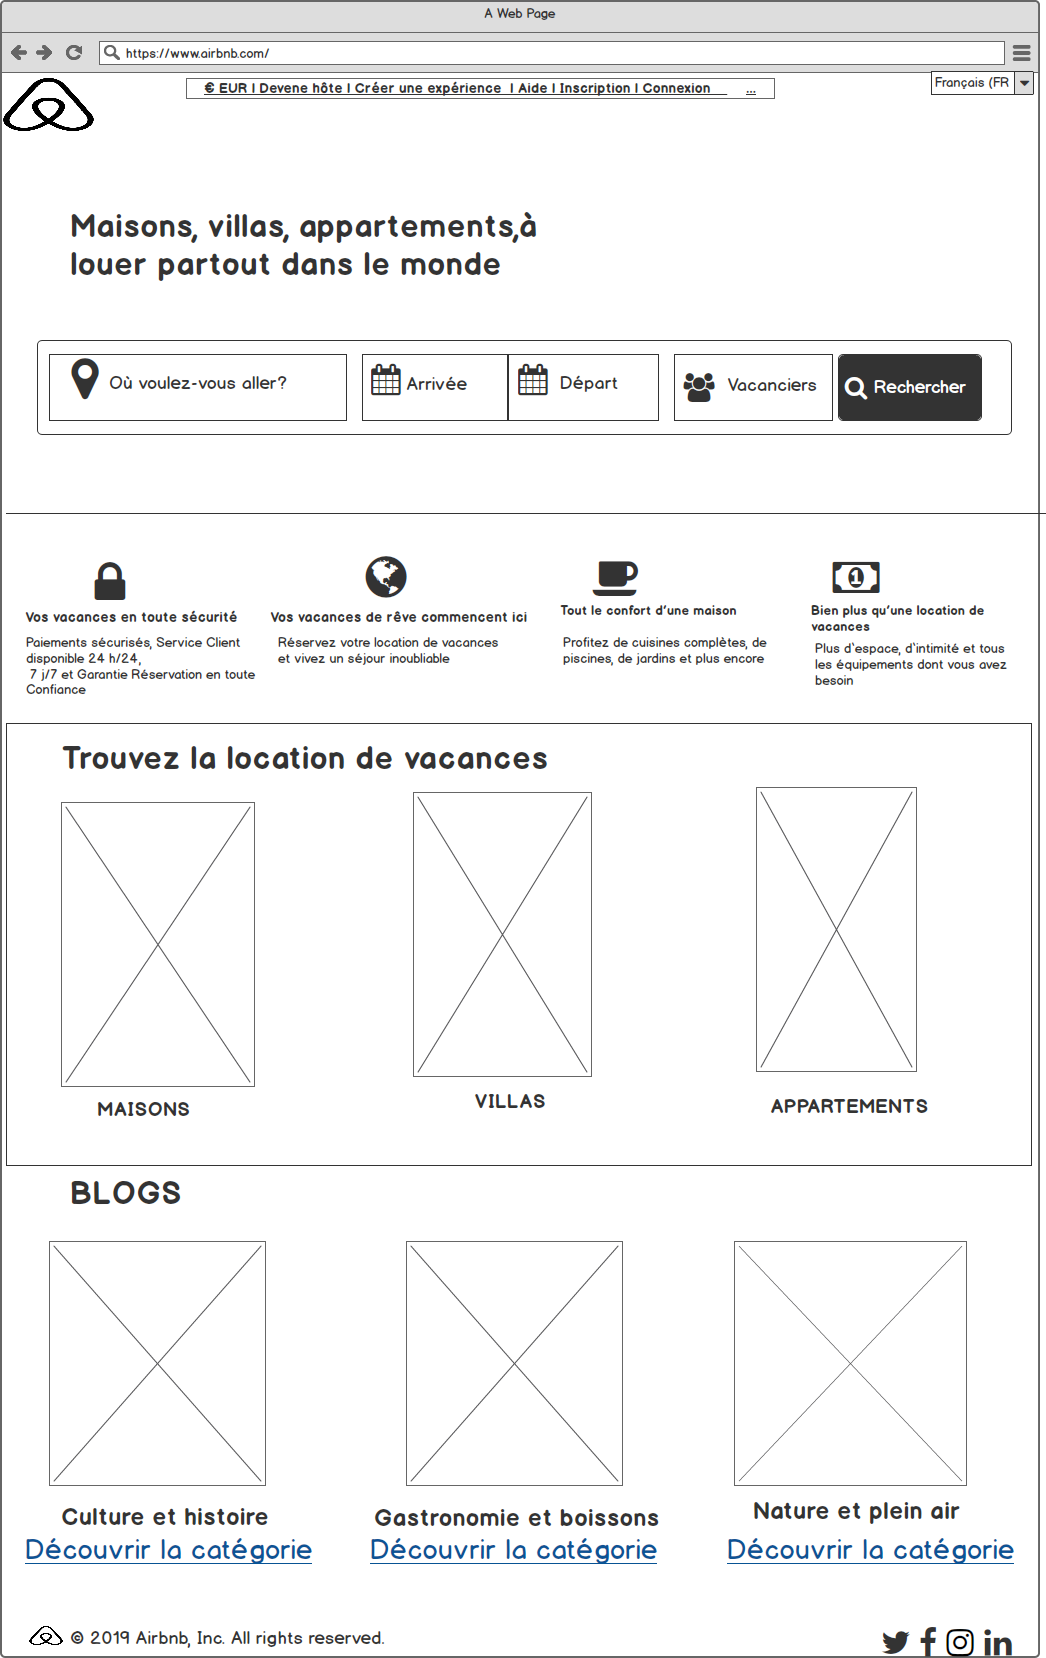 A Web Page
https://www.airbnb.com/
€ EUR | Devene hôte | Créer une expérience | Aide | Inscription | Connexion ...
Français (FR
Maisons, villas, appartements,à
louer partout dans le monde
Où voulez-vous aller?
Arrivée
Départ
Vacanciers
Rechercher
Vos vacances en toute sécurité
Paiements sécurisés, Service Client
disponible 24 h/24,
7 j/7 et Garantie Réservation en toute
Confiance
Vos vacances de rêve commencent ici
Réservez votre location de vacances
et vivez un séjour inoubliable
Tout le confort d'une maison
Profitez de cuisines complètes, de
piscines, de jardins et plus encore
1
Bien plus qu'une location de
vacances
Plus d`espace, d`intimité et tous
les équipements dont vous avez
besoin
Trouvez la location de vacances
MAISONS
VILLAS
APPARTEMENTS
BLOGS
Culture et histoire
Découvrir la catégorie
Gastronomie et boissons
Découvrir la catégorie
Nature et plein air
Découvrir la catégorie
© 2019 Airbnb, Inc. All rights reserved.